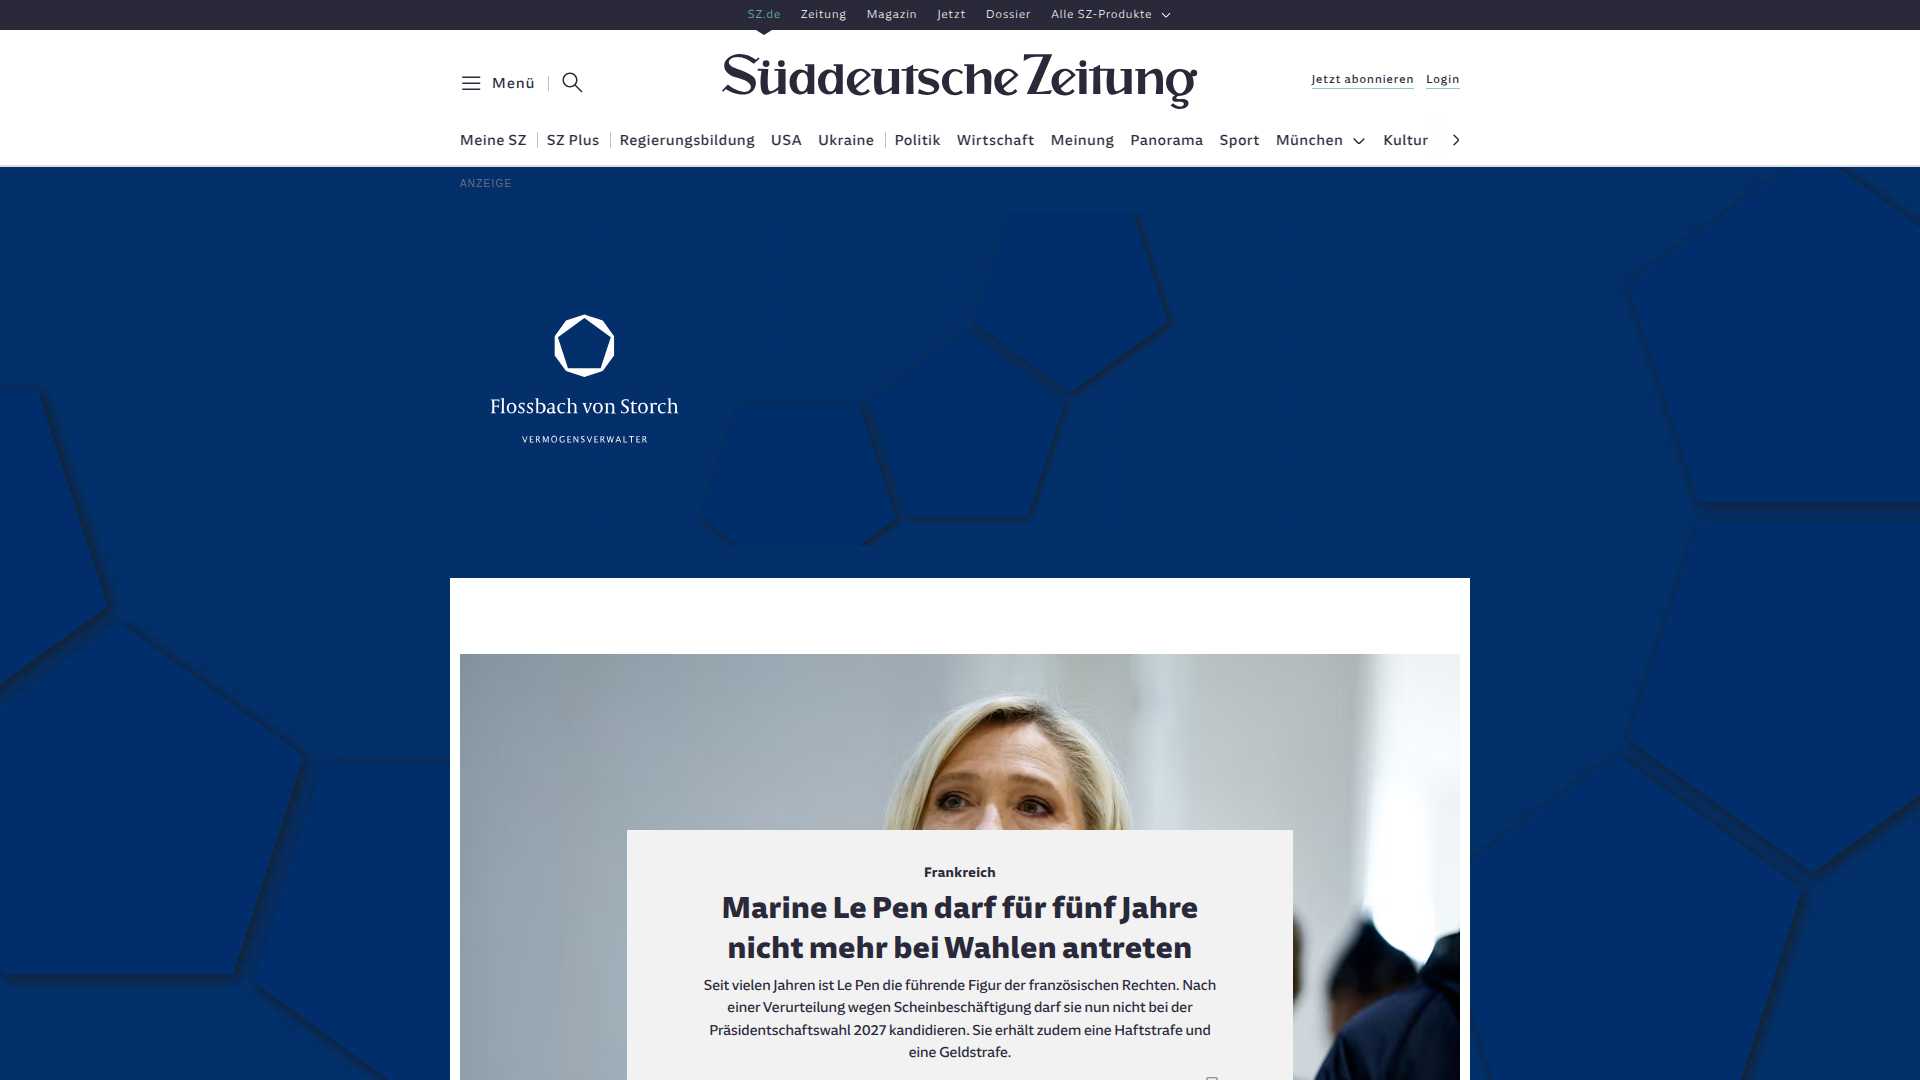 SZ.de Zeitung Magazin Jetzt Dossier Alle SZ-Produkte
Menü
Süddeutsche Zeitung
Jetzt abonnieren Login
Meine SZ SZ Plus Regierungsbildung USA Ukraine Politik Wirtschaft Meinung Panorama Sport München Kultur
ANZEIGE
Flossbach von Storch
VERMÖGENSVERWALTER
Frankreich
Marine Le Pen darf für fünf Jahre
nicht mehr bei Wahlen antreten
Seit vielen Jahren ist Le Pen die führende Figur der französischen Rechten. Nach
einer Verurteilung wegen Scheinbeschäftigung darf sie nun nicht bei der
Präsidentschaftswahl 2027 kandidieren. Sie erhält zudem eine Haftstrafe und
eine Geldstrafe.